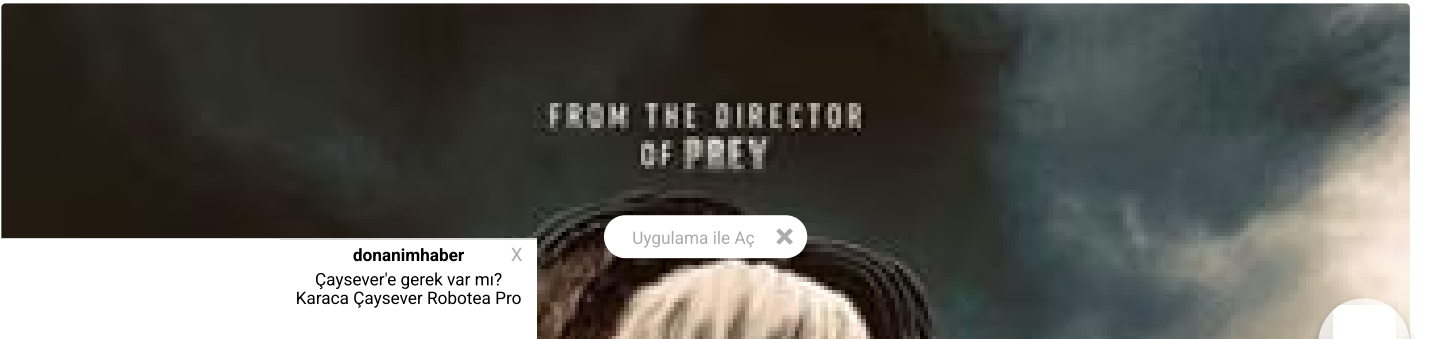 FROM THE DIRECTOR
OF PREY
Uygulama ile Aç
donanimhaber X
Çaysever'e gerek var mı?
Karaca Çaysever Robotea Pro